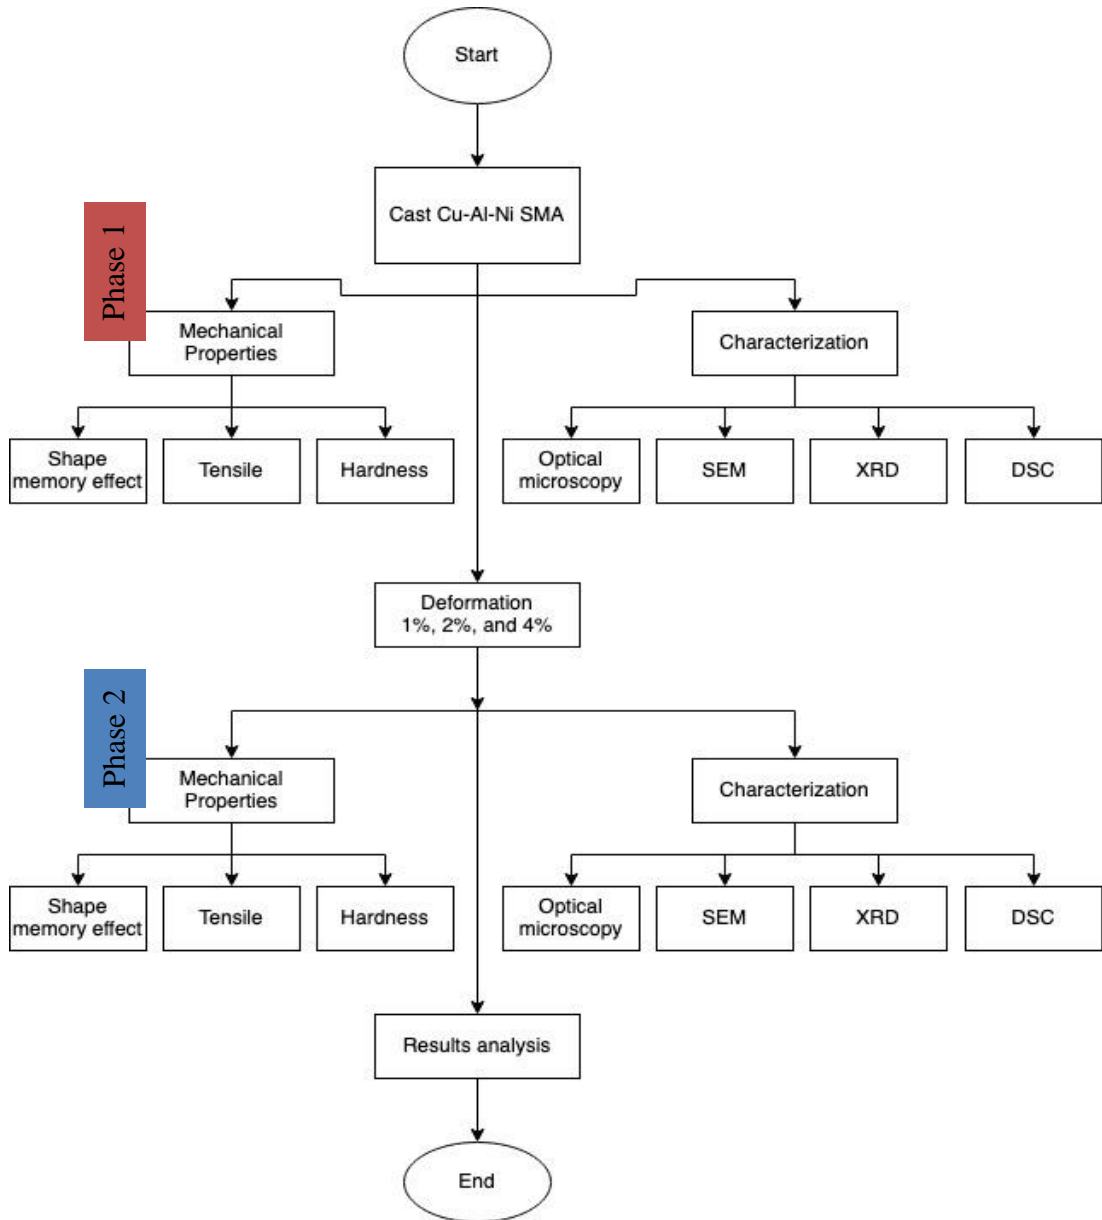 Start
Cast Cu-Al-Ni SMA
Phase 1
Mechanical
Properties
Characterization
Shape
memory effect
Tensile
Hardness
Optical
microscopy
SEM
XRD
DSC
Deformation
1%, 2%, and 4%
Phase 2
Mechanical
Properties
Characterization
Shape
memory effect
Tensile
Hardness
Optical
microscopy
SEM
XRD
DSC
Results analysis
End